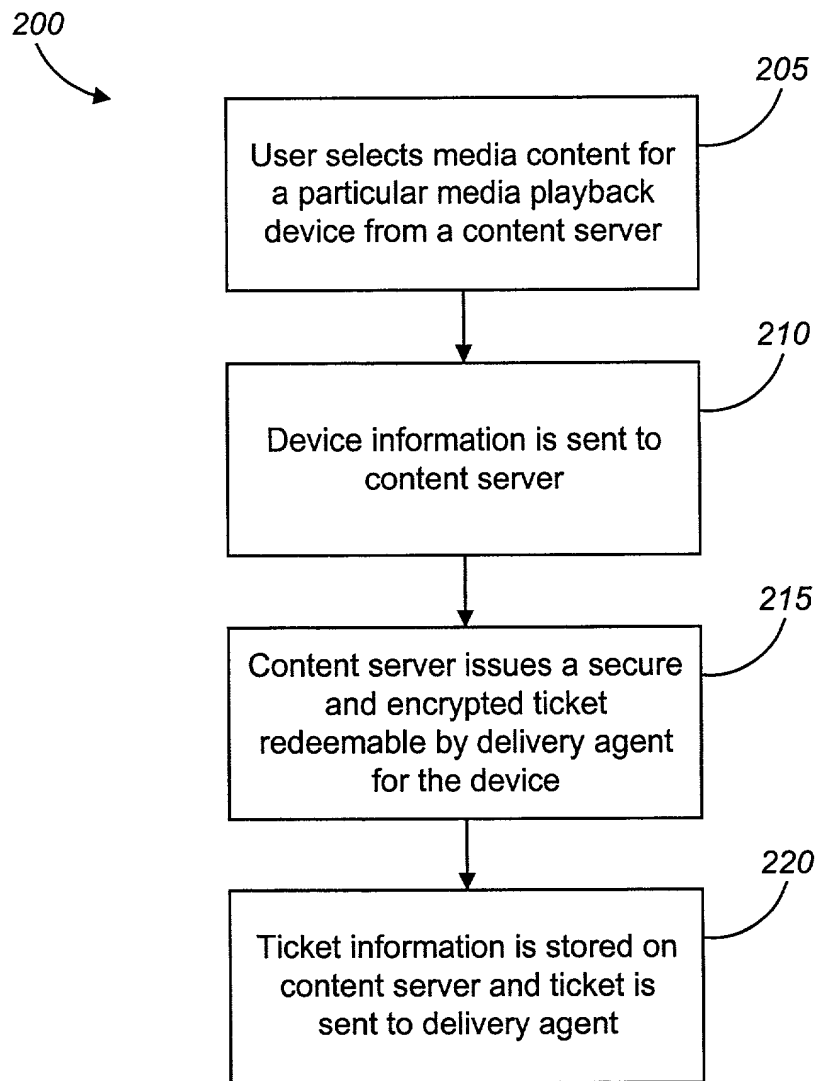 200
205
User selects media content for
a particular media playback
device from a content server
210
Device information is sent to
content server
215
Content server issues a secure
and encrypted ticket
redeemable by delivery agent
for the device
220
Ticket information is stored on
content server and ticket is
sent to delivery agent